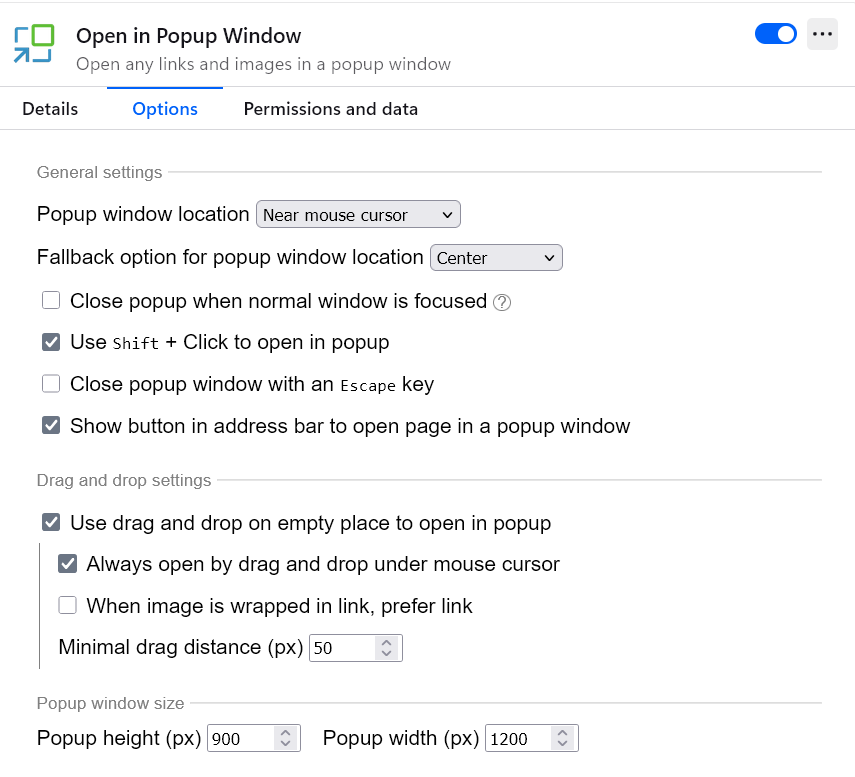 Open in Popup Window
Open any links and images in a popup window
Details Options Permissions and data
General settings
Popup window location Near mouse cursor
Fallback option for popup window location Center
Close popup when normal window is focused ?
Use Shift + Click to open in popup
Close popup window with an Escape key
Show button in address bar to open page in a popup window
Drag and drop settings
Use drag and drop on empty place to open in popup
Always open by drag and drop under mouse cursor
When image is wrapped in link, prefer link
Minimal drag distance (px) 50
Popup window size
Popup height (px) 900 Popup width (px) 1200